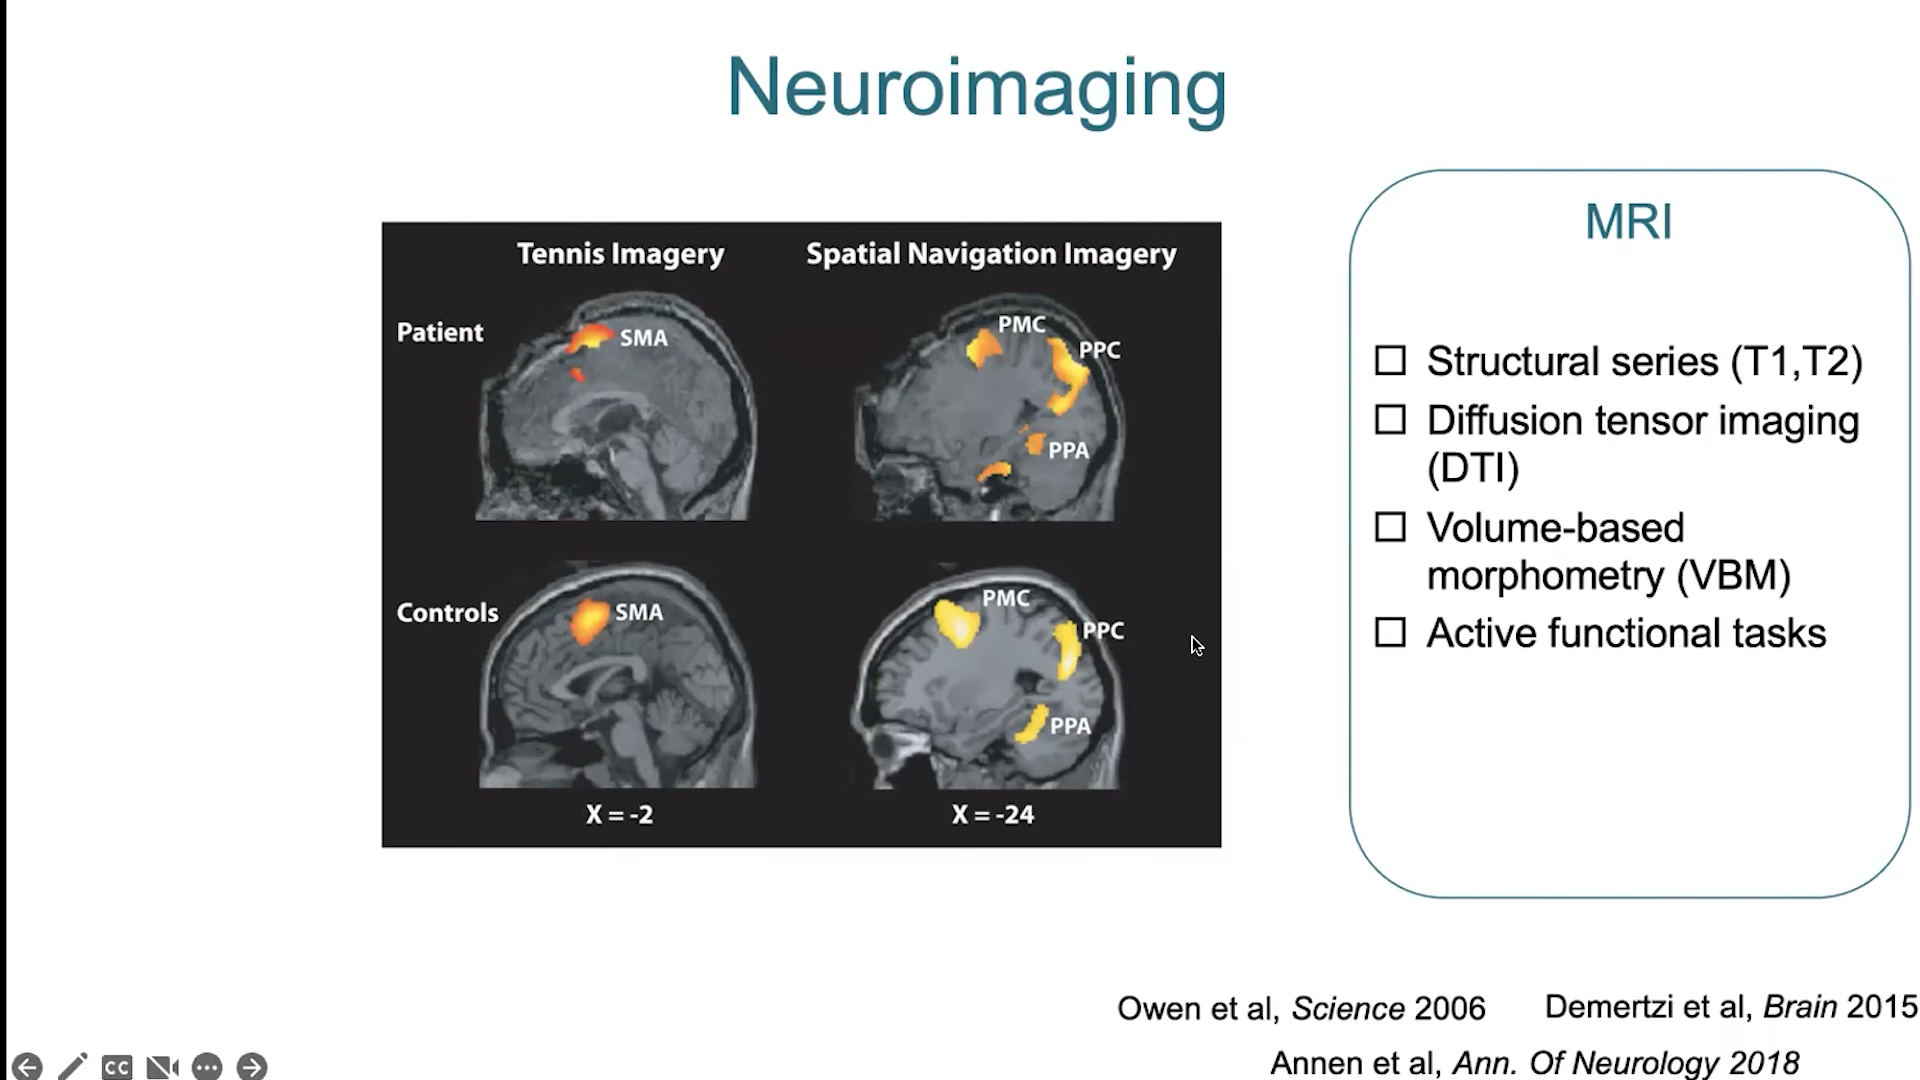 Neuroimaging
Tennis Imagery
Spatial Navigation Imagery
Patient
SMA
PMC
PPC
PPA
Controls
SMA
PMC
PPC
PPA
X = -2
X = -24
MRI
☐ Structural series (T1,T2)
☐ Diffusion tensor imaging
(DTI)
☐ Volume-based
morphometry (VBM)
☐ Active functional tasks
Owen et al, Science 2006
Demertzi et al, Brain 2015
Annen et al, Ann. Of Neurology 2018
CC